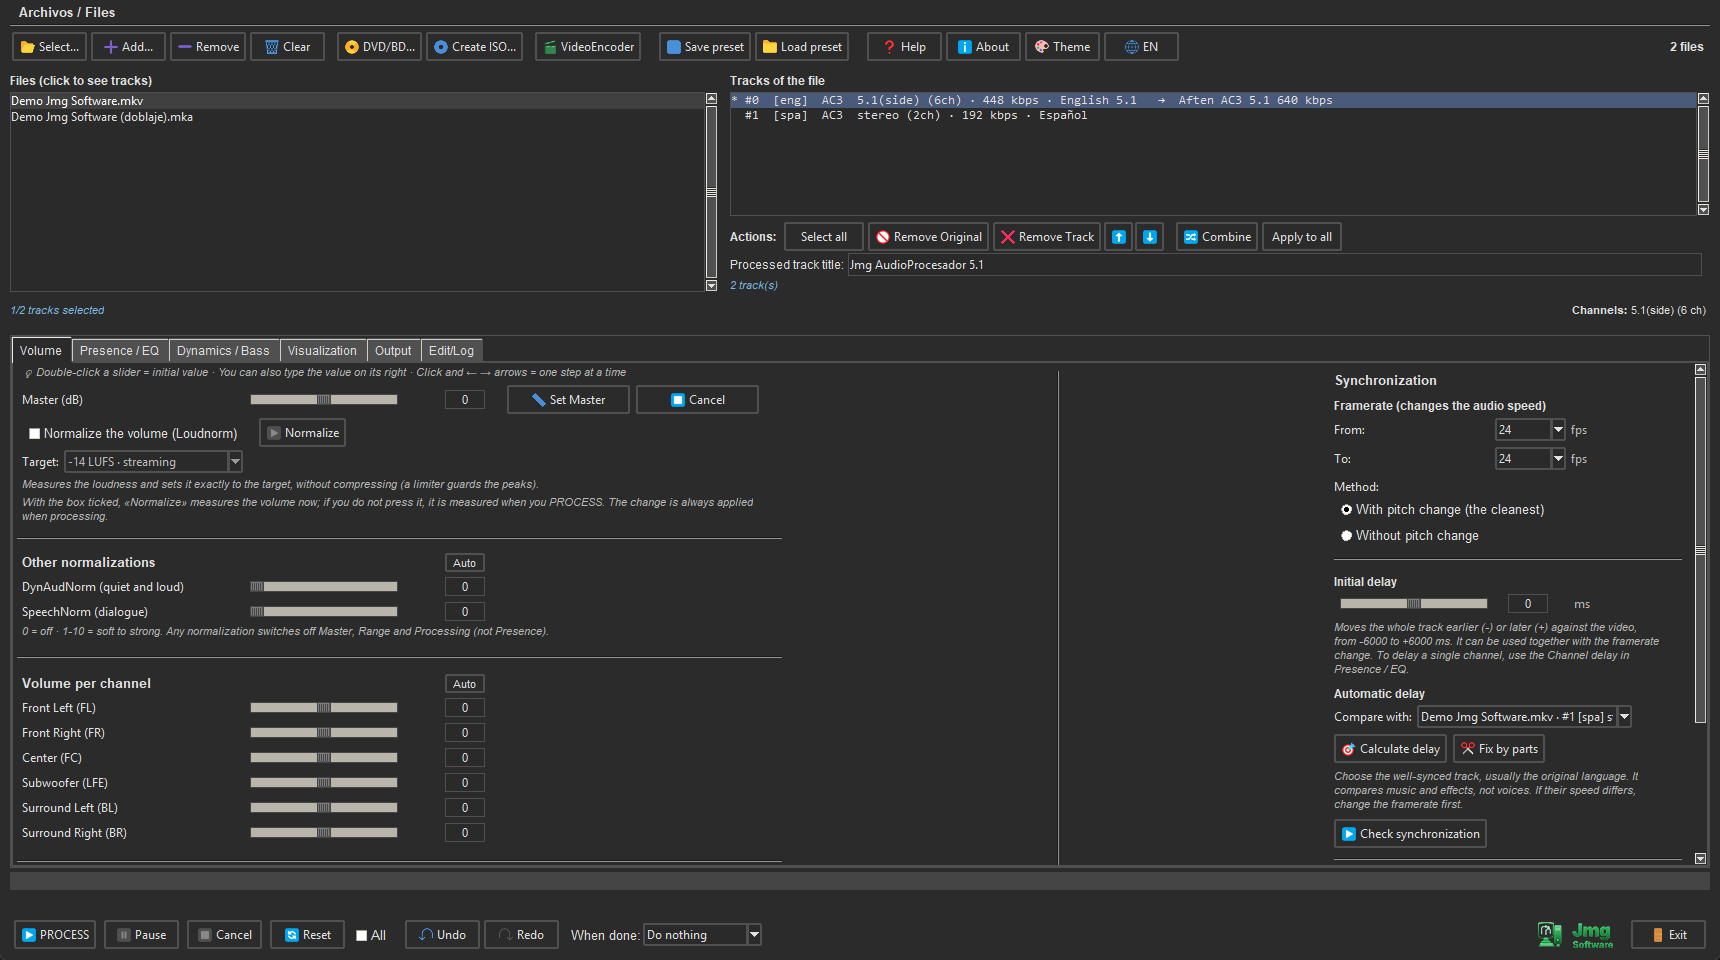 Archivos / Files
Select... Add... Remove Clear DVD/BD... Create ISO... VideoEncoder Save preset Load preset Help About Theme EN 2 files
Files (click to see tracks)
Demo Jmg Software.mkv
Demo Jmg Software (doblaje).mka
1/2 tracks selected
Tracks of the file
* #0 [eng] AC3 5.1(side) (6ch) · 448 kbps · English 5.1 → Aften AC3 5.1 640 kbps
#1 [spa] AC3 stereo (2ch) · 192 kbps · Español
Actions: Select all Remove Original Remove Track Combine Apply to all
Processed track title: Jmg AudioProcesador 5.1
2 track(s)
Channels: 5.1(side) (6 ch)
Volume Presence / EQ Dynamics / Bass Visualization Output Edit/Log
Double-click a slider = initial value · You can also type the value on its right · Click and ← → arrows = one step at a time
Master (dB) 0 Set Master Cancel
Normalize the volume (Loudnorm) Normalize
Target: -14 LUFS · streaming
Measures the loudness and sets it exactly to the target, without compressing (a limiter guards the peaks).
With the box ticked, «Normalize» measures the volume now; if you do not press it, it is measured when you PROCESS. The change is always applied
when processing.
Other normalizations Auto
DynAudNorm (quiet and loud) 0
SpeechNorm (dialogue) 0
0 = off · 1-10 = soft to strong. Any normalization switches off Master, Range and Processing (not Presence).
Volume per channel Auto
Front Left (FL) 0
Front Right (FR) 0
Center (FC) 0
Subwoofer (LFE) 0
Surround Left (BL) 0
Surround Right (BR) 0
Synchronization
Framerate (changes the audio speed)
From: 24 fps
To: 24 fps
Method:
With pitch change (the cleanest)
Without pitch change
Initial delay
0 ms
Moves the whole track earlier (-) or later (+) against the video,
from -6000 to +6000 ms. It can be used together with the framerate
change. To delay a single channel, use the Channel delay in
Presence / EQ.
Automatic delay
Compare with: Demo Jmg Software.mkv · #1 [spa] s
Calculate delay Fix by parts
Choose the well-synced track, usually the original language. It
compares music and effects, not voices. If their speed differs,
change the framerate first.
Check synchronization
PROCESS Pause Cancel Reset All Undo Redo When done: Do nothing Jmg Software Exit